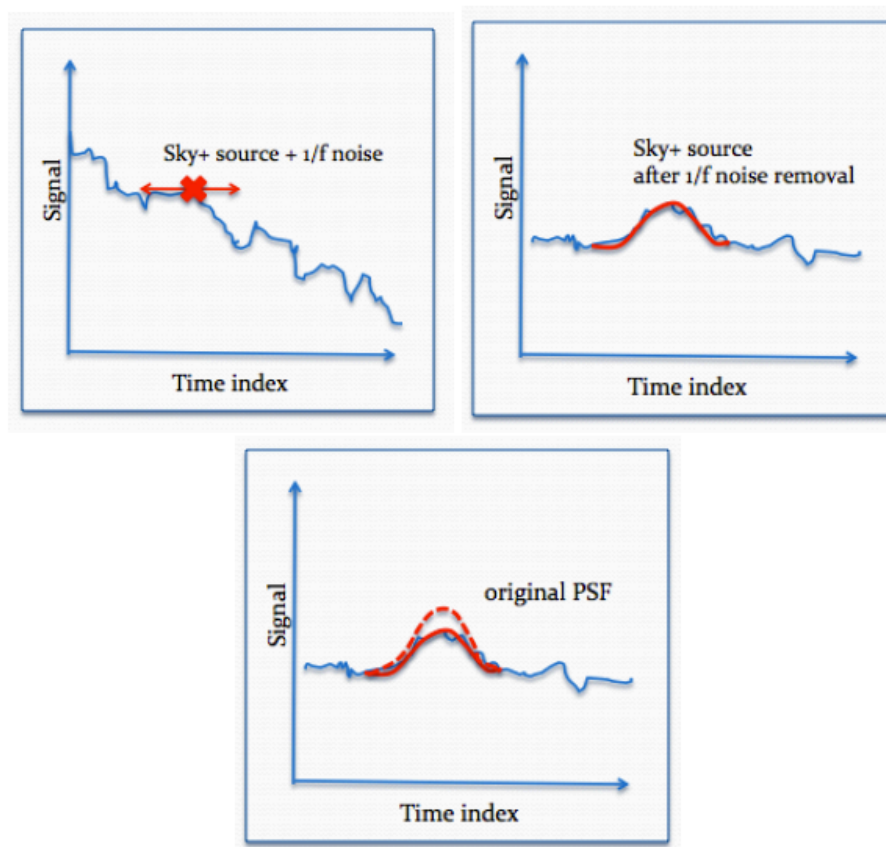 Signal
Sky+ source + 1/f noise
Time index
Signal
Sky+ source
after 1/f noise removal
Time index
Signal
original PSF
Time index